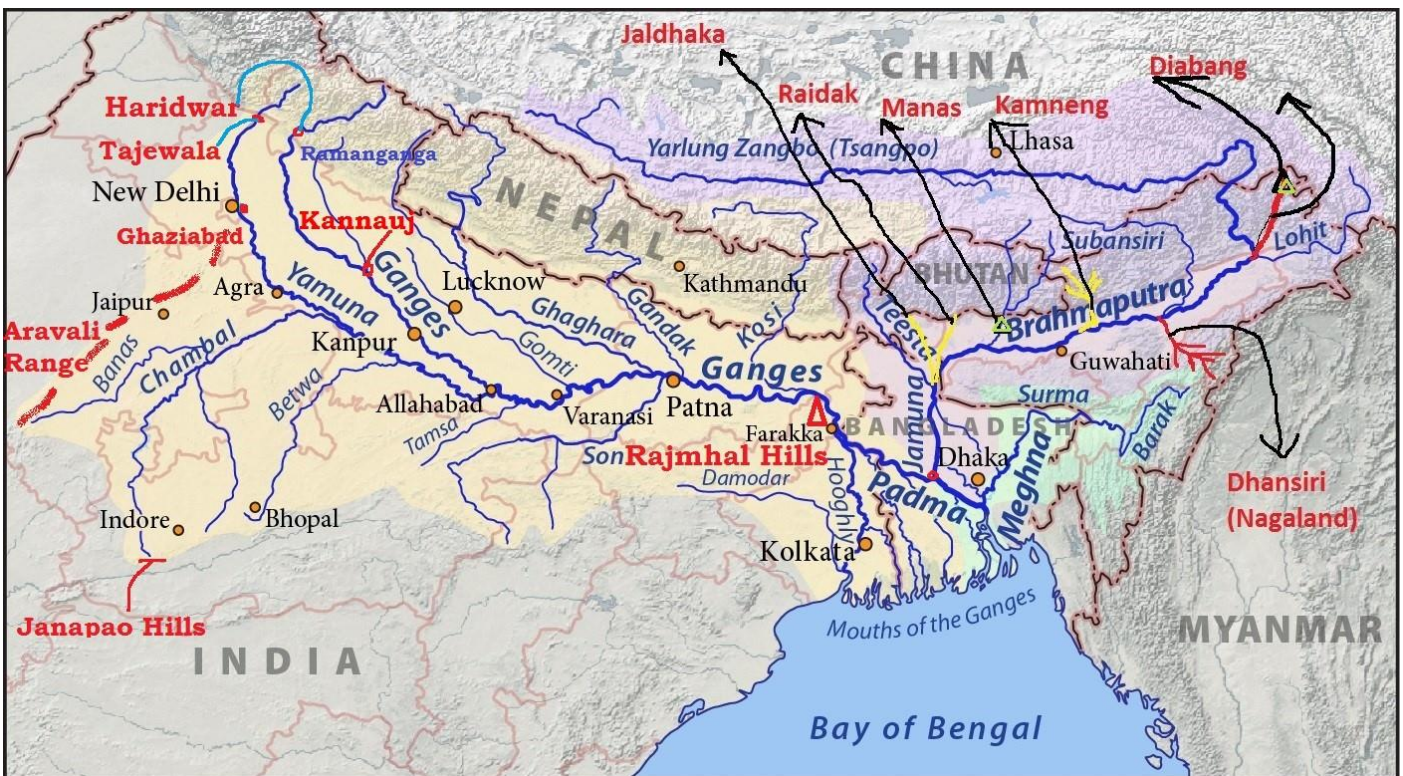 Jaldhaka
CHINA
Diabang
Raidak
Manas
Kamneng
Haridwar
Lhasa
Tajewala
Ramanganga
Yarlung Zangbo (Tsangpo)
New Delhi
NEPAL
Kannauj
Ghaziabad
Subansiri
Lohit
BHUTAN
Kathmandu
Jaipur
Agra
Yamuna
Ganges
Lucknow
Ghaghara
Gandak
Kosi
Teesta
Brahmaputra
Aravali
Range
Banas
Chambal
Kanpur
Gomti
Ganges
Guwahati
Betwa
Allahabad
Varanasi
Patna
Surma
Tamsa
Farakka
BANGLADESH
Jamuna
Barak
Son
Rajmhal Hills
Dhaka
Meghna
Damodar
Hooghly
Padma
Dhansiri
(Nagaland)
Indore
Bhopal
Kolkata
Janapao Hills
Mouths of the Ganges
MYANMAR
INDIA
Bay of Bengal